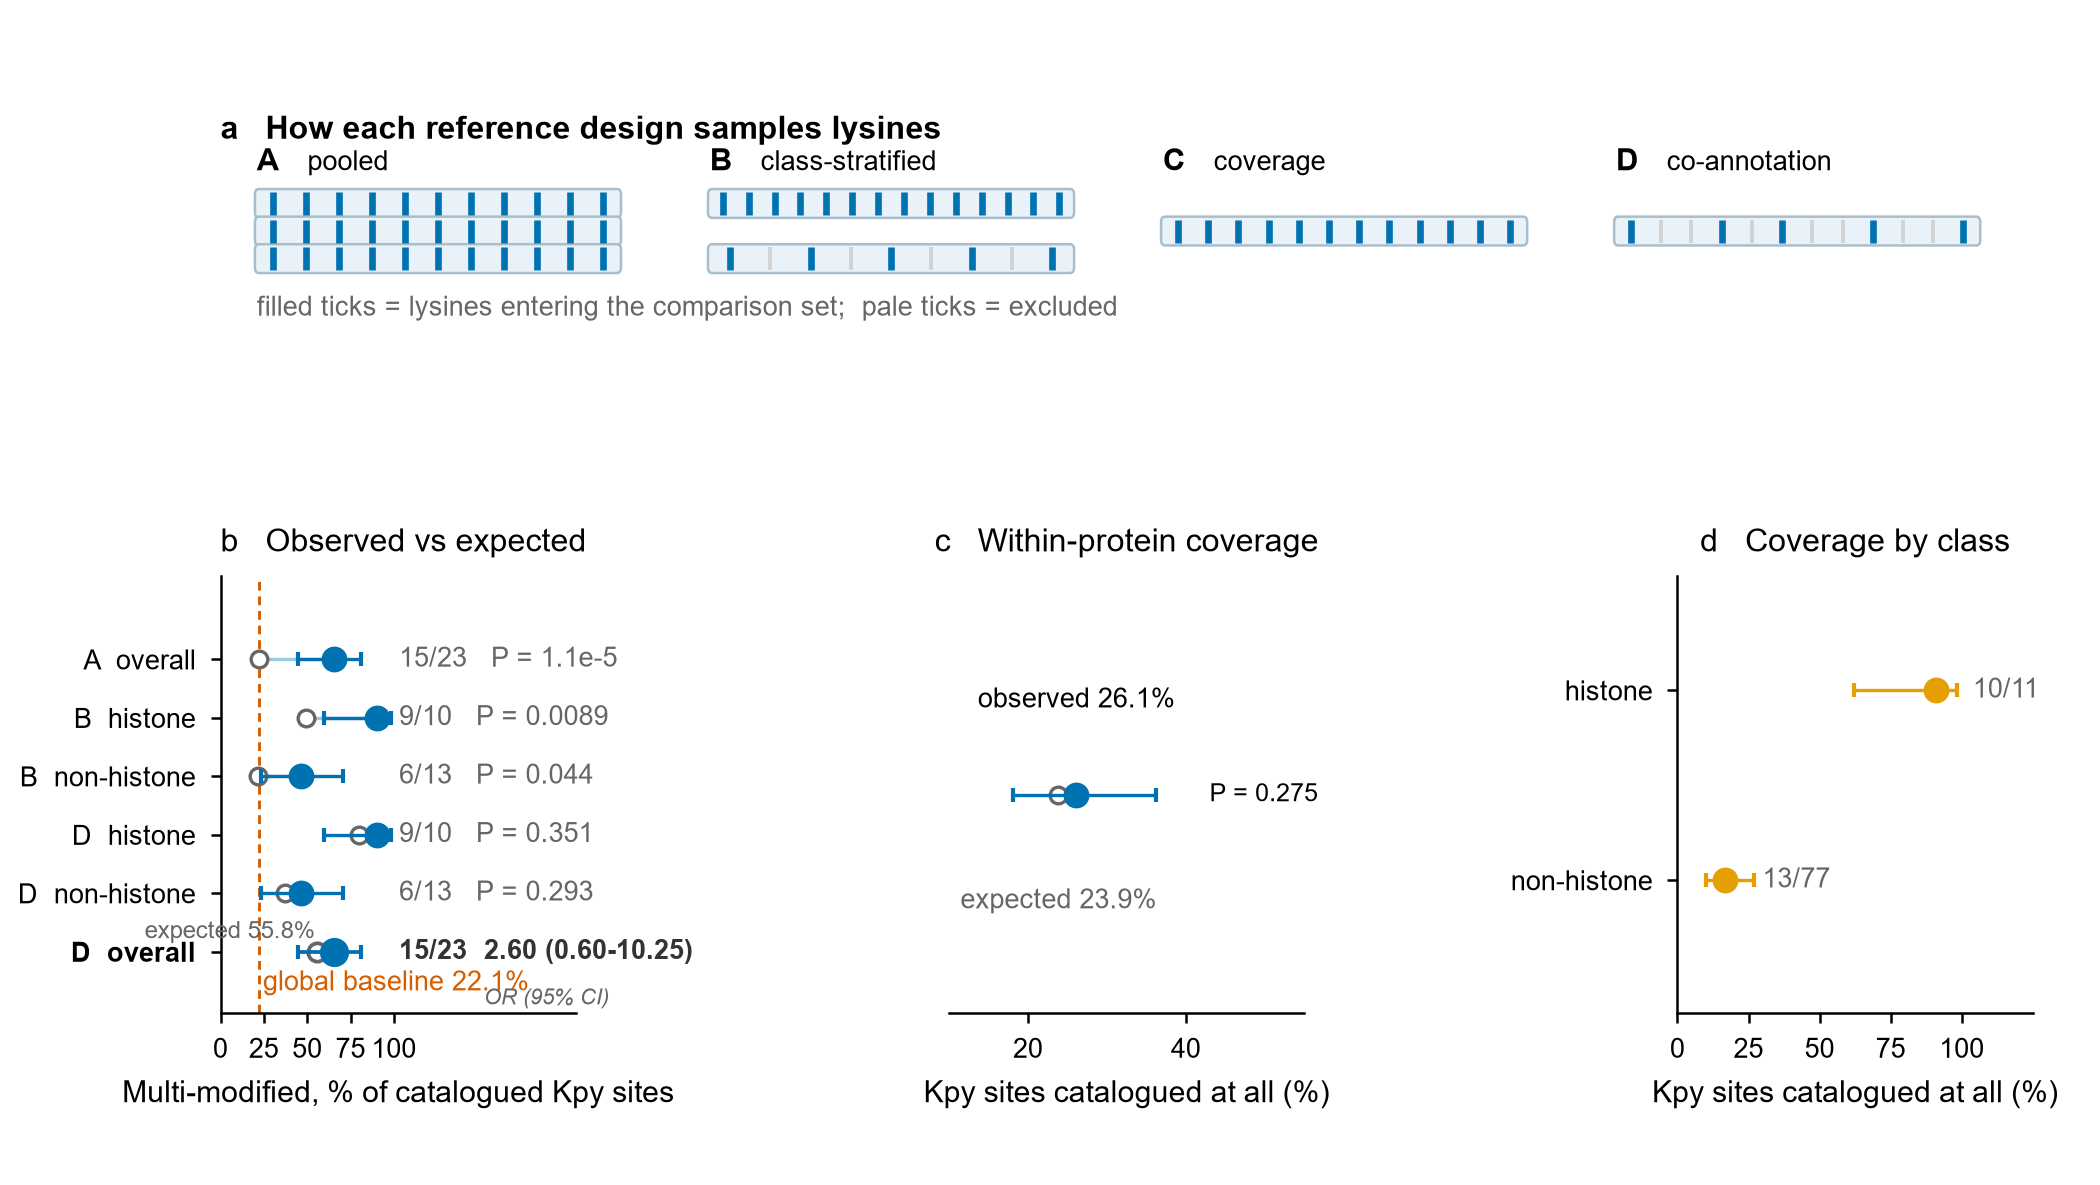 a How each reference design samples lysines
A pooled
B class-stratified
C coverage
D co-annotation
filled ticks = lysines entering the comparison set; pale ticks = excluded
b Observed vs expected
A overall 15/23 P = 1.1e-5
B histone 9/10 P = 0.0089
B non-histone 6/13 P = 0.044
D histone 9/10 P = 0.351
D non-histone 6/13 P = 0.293
expected 55.8%
D overall 15/23 2.60 (0.60-10.25)
global baseline 22.1%
OR (95% CI)
0 25 50 75 100
Multi-modified, % of catalogued Kpy sites
c Within-protein coverage
observed 26.1%
P = 0.275
expected 23.9%
20 40
Kpy sites catalogued at all (%)
d Coverage by class
histone 10/11
non-histone 13/77
0 25 50 75 100
Kpy sites catalogued at all (%)